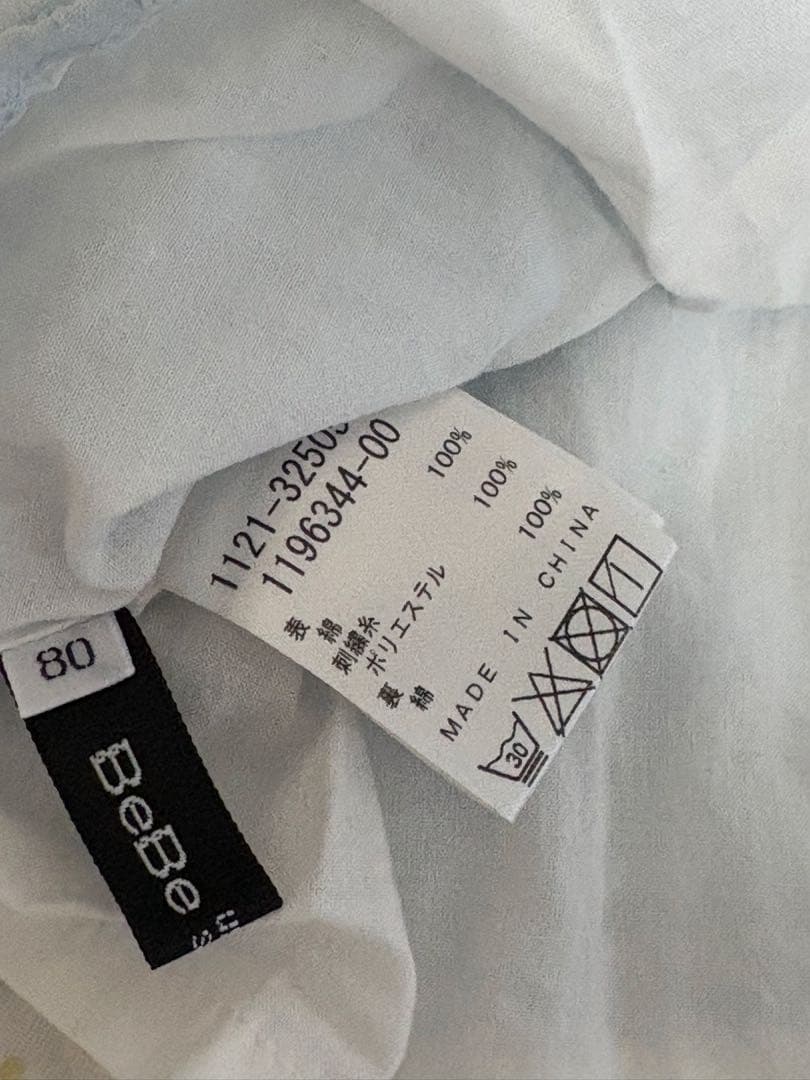 1121-32505
1196344-00
表 綿 100%
刺繍糸
ポリエステル 100%
裏 綿 100%
MADE IN CHINA
30
80
BeBe